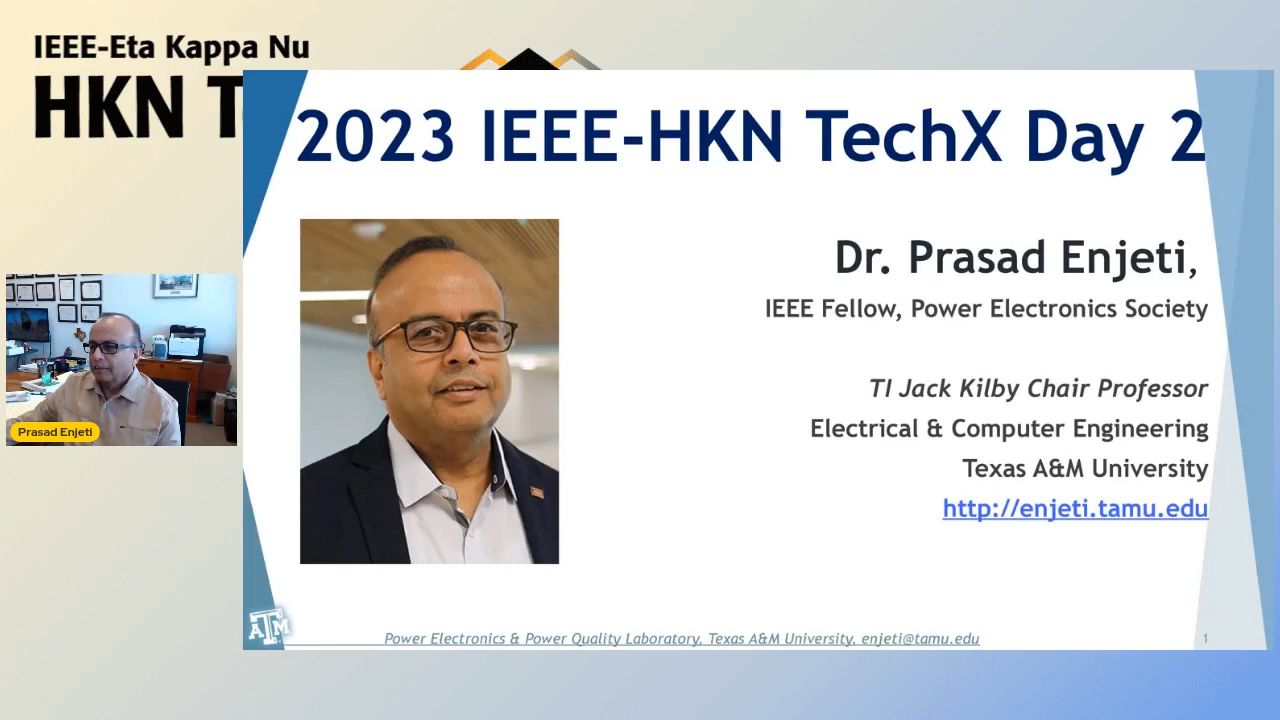 IEEE-Eta Kappa Nu
HKN T
2023 IEEE-HKN TechX Day 2
Dr. Prasad Enjeti,
IEEE Fellow, Power Electronics Society
TI Jack Kilby Chair Professor
Electrical & Computer Engineering
Texas A&M University
http://enjeti.tamu.edu
Prasad Enjeti
ATM
Power Electronics & Power Quality Laboratory, Texas A&M University, enjeti@tamu.edu
1